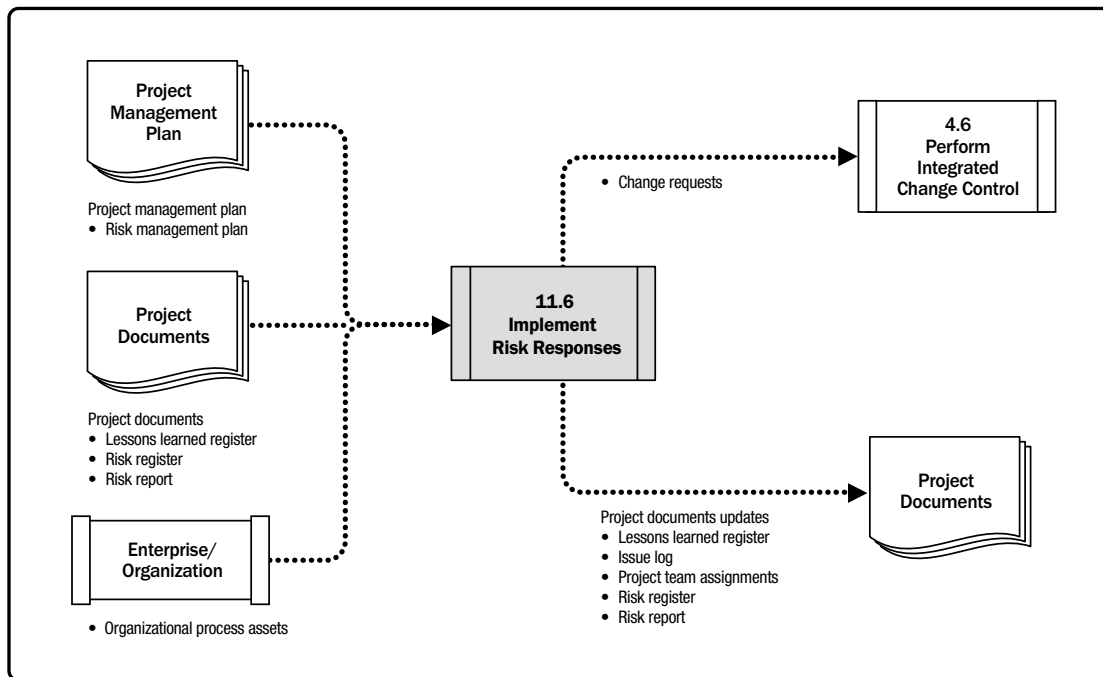 Project
Management
Plan
Project management plan
• Risk management plan
Project
Documents
Project documents
• Lessons learned register
• Risk register
• Risk report
Enterprise/
Organization
• Organizational process assets
11.6
Implement
Risk Responses
• Change requests
4.6
Perform
Integrated
Change Control
Project documents updates
• Lessons learned register
• Issue log
• Project team assignments
• Risk register
• Risk report
Project
Documents